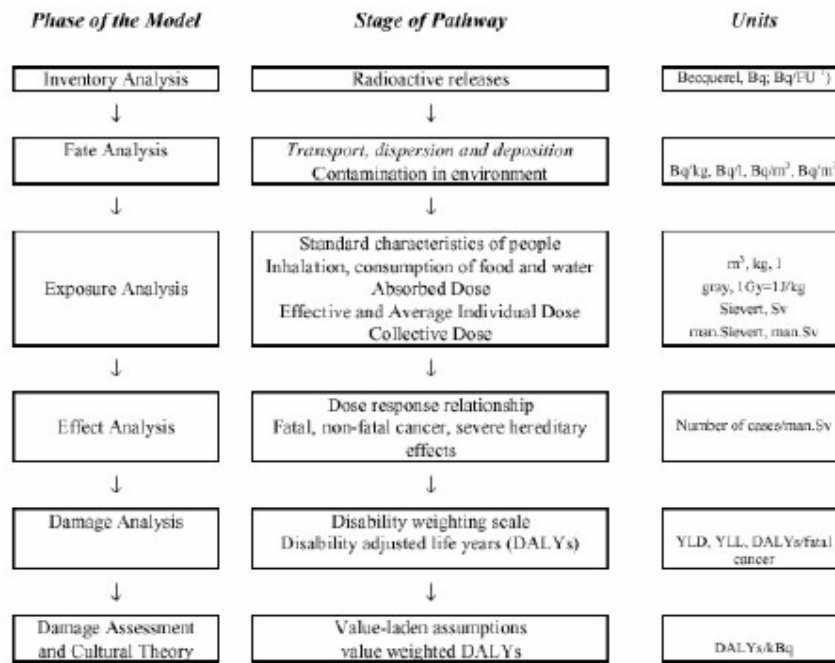 Phase of the Model
Stage of Pathway
Units
Inventory Analysis
Radioactive releases
Becquerel, Bq; Bq/FU ¹)
↓ ↓
Fate Analysis
Transport, dispersion and deposition
Contamination in environment
Bq/kg, Bq/l, Bq/m², Bq/m³
↓ ↓
Exposure Analysis
Standard characteristics of people
Inhalation, consumption of food and water
Absorbed Dose
Effective and Average Individual Dose
Collective Dose
m³, kg, l
gray, 1Gy=1J/kg
Sievert, Sv
man.Sievert, man.Sv
↓ ↓
Effect Analysis
Dose response relationship
Fatal, non-fatal cancer, severe hereditary
effects
Number of cases/man.Sv
↓ ↓
Damage Analysis
Disability weighting scale
Disability adjusted life years (DALYs)
YLD, YLL, DALYs/fatal
cancer
↓ ↓
Damage Assessment
and Cultural Theory
Value-laden assumptions
value weighted DALYs
DALYs/kBq